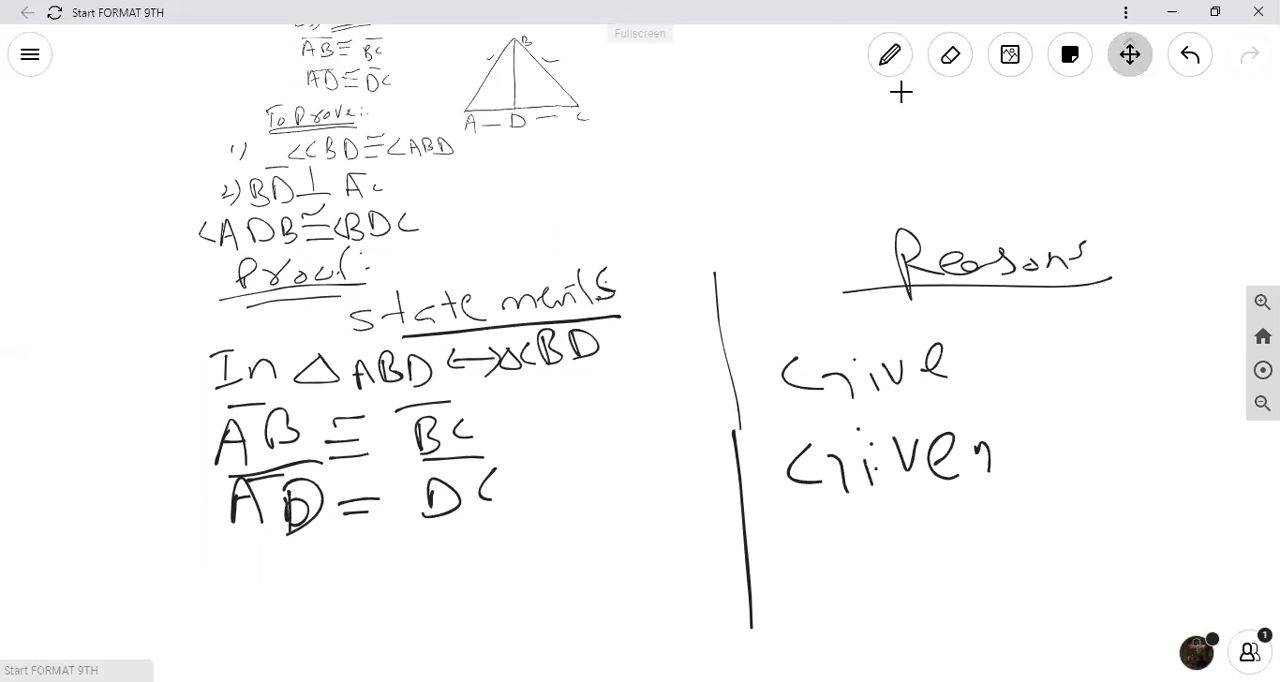 Start FORMAT 9TH
Fullscreen
AB ≅ BC
AD ≅ DC
B
A D C
To Prove:
1) <CBD ≅ <ABD
2) BD ⊥ AC
<ADB ≅ <BDC
Proof:
Statements
Reasons
In △ABD ↔ △CBD
Give
AB ≅ BC
Given
AD = DC
1
Start FORMAT 9TH